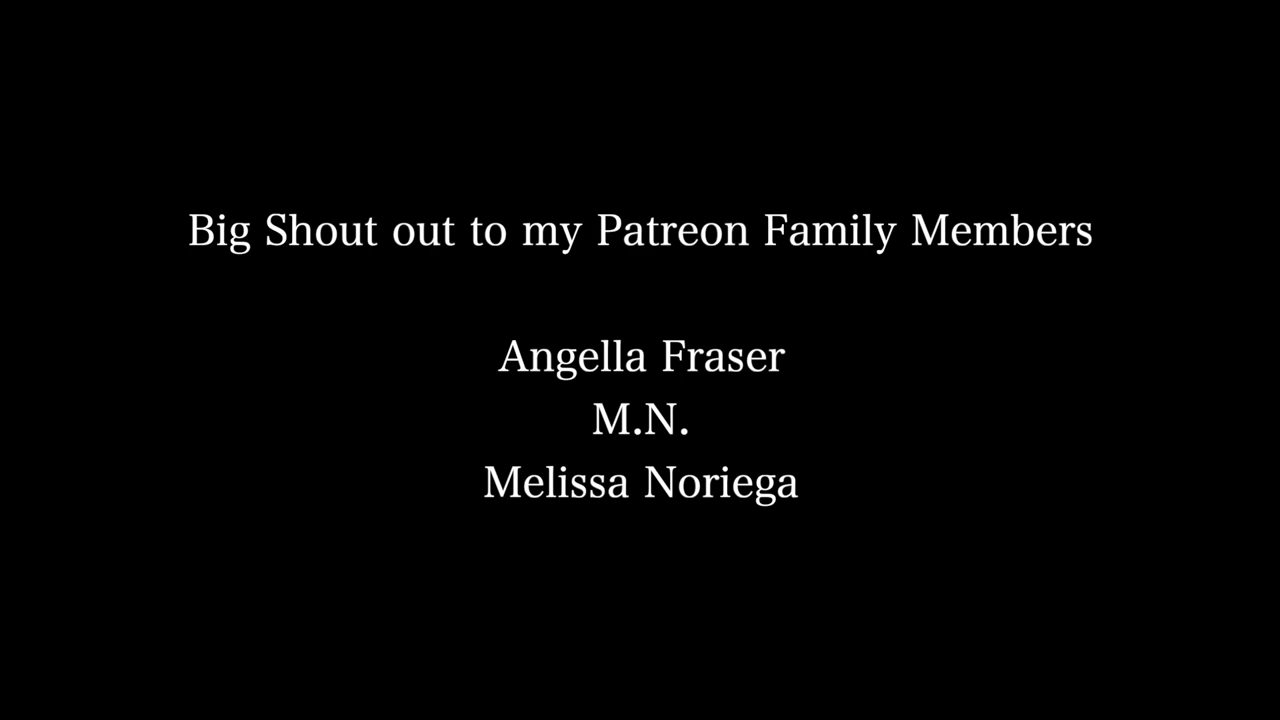 Big Shout out to my Patreon Family Members
Angella Fraser
M.N.
Melissa Noriega